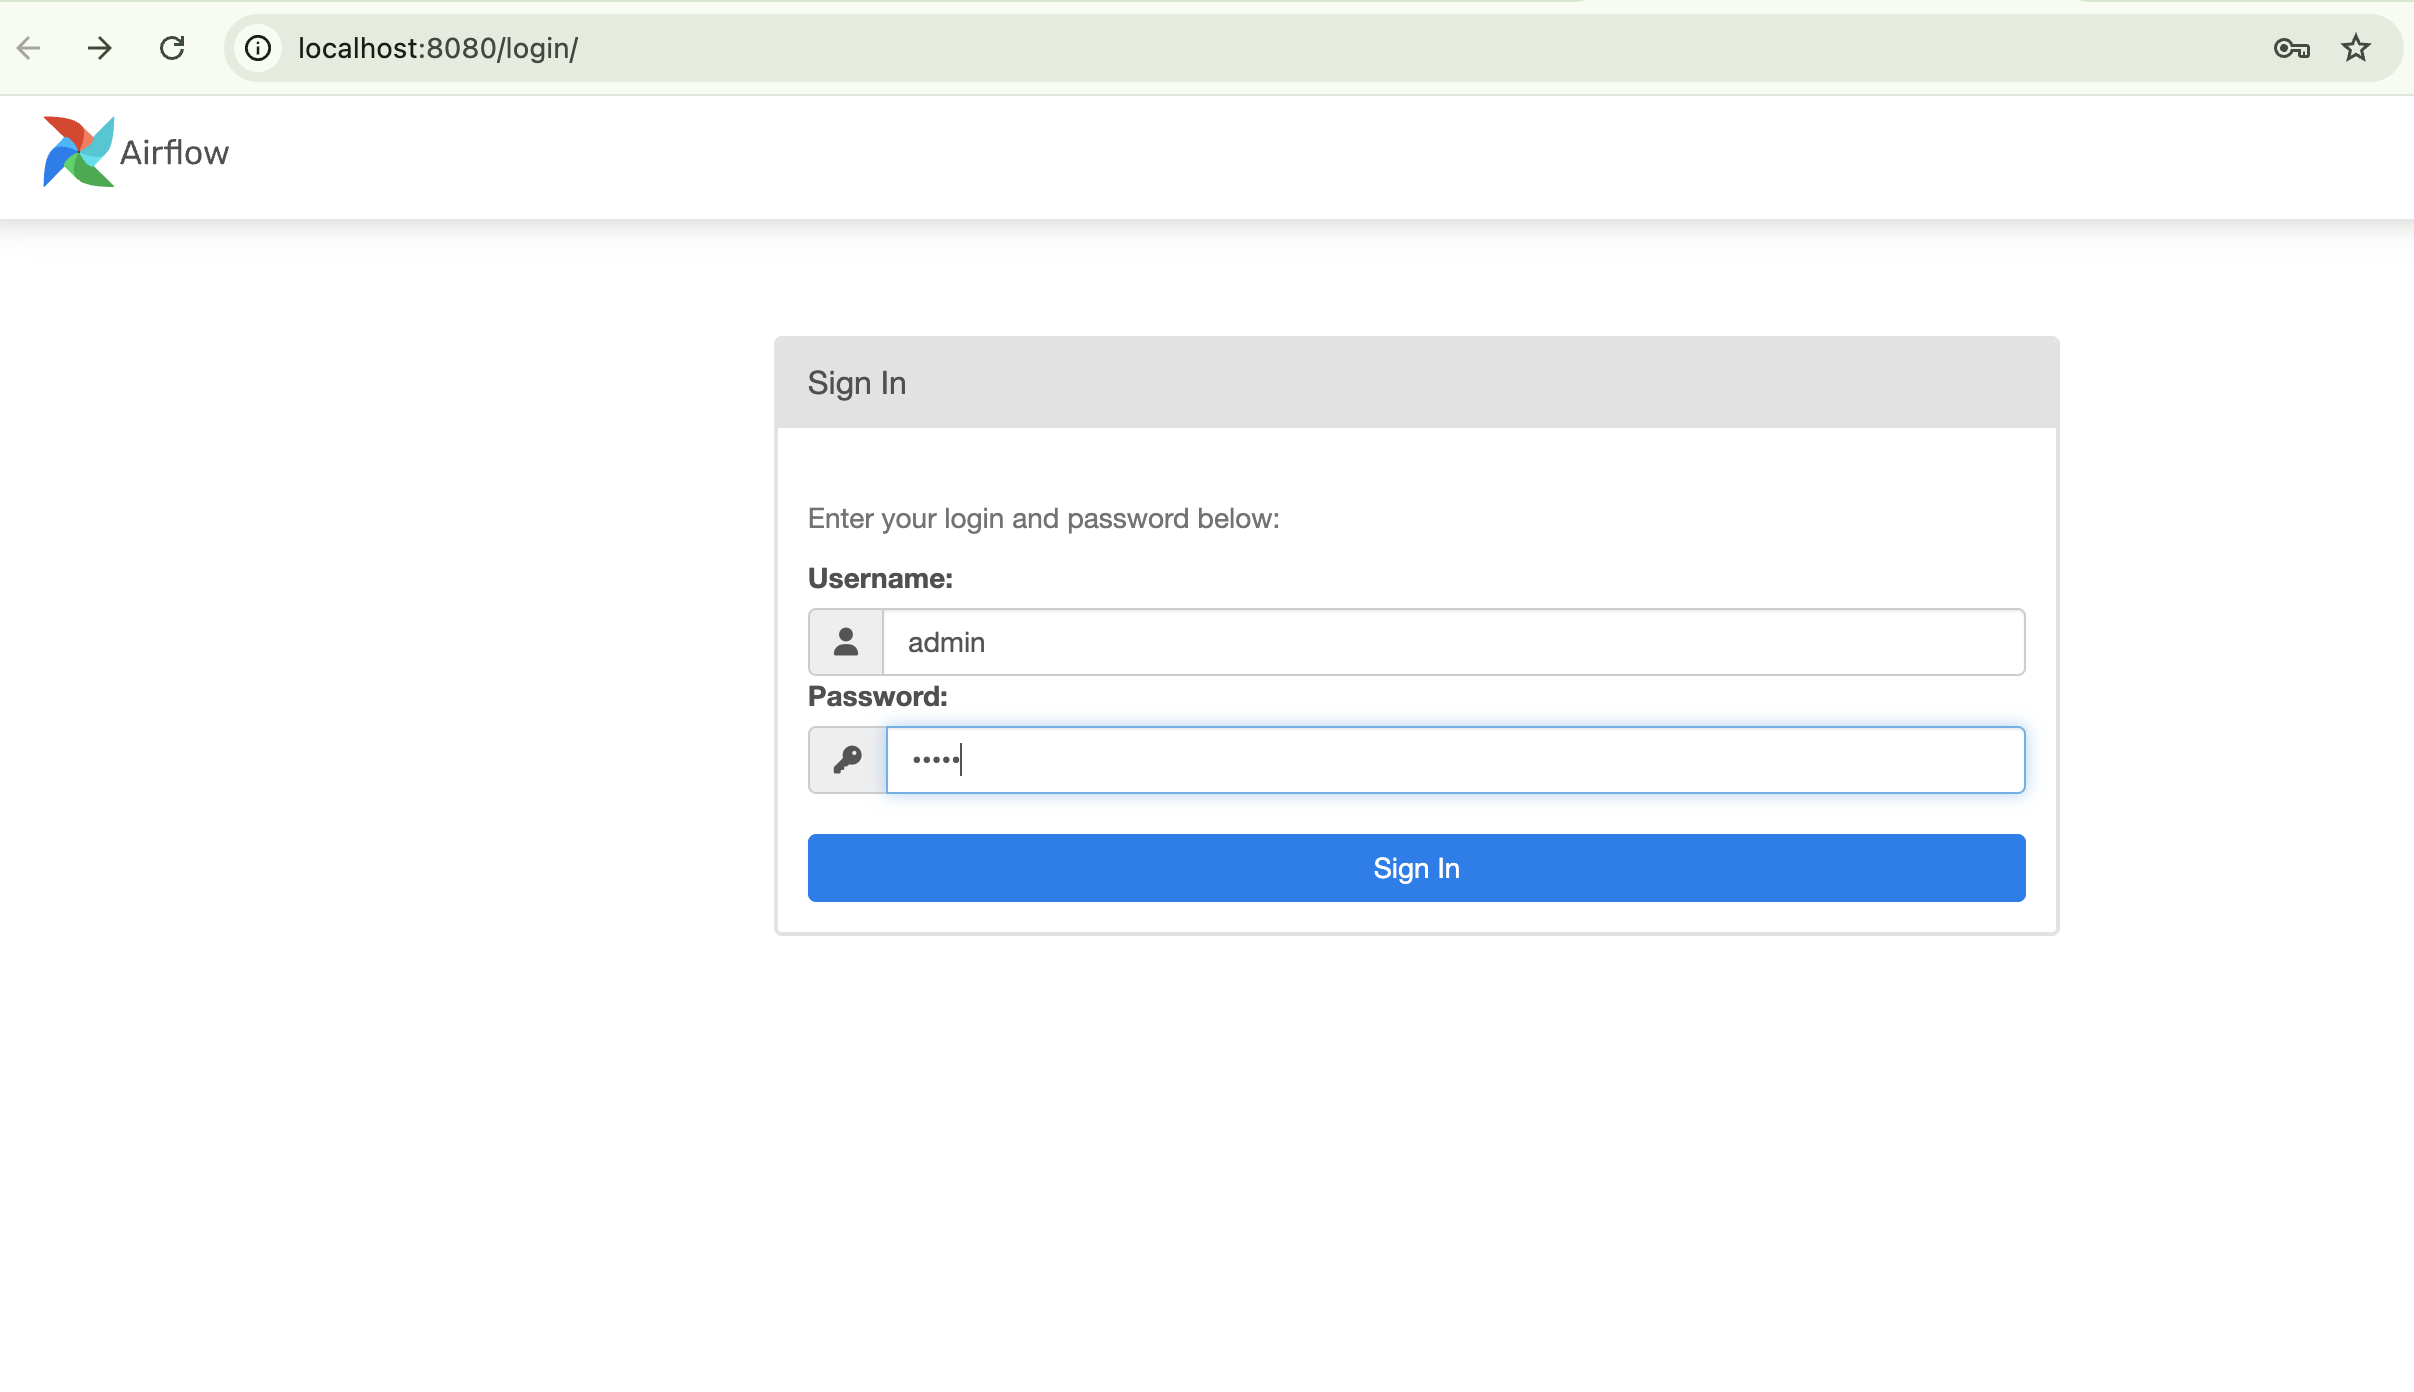 localhost:8080/login/
Airflow
Sign In
Enter your login and password below:
Username:
admin
Password:
•••••
Sign In